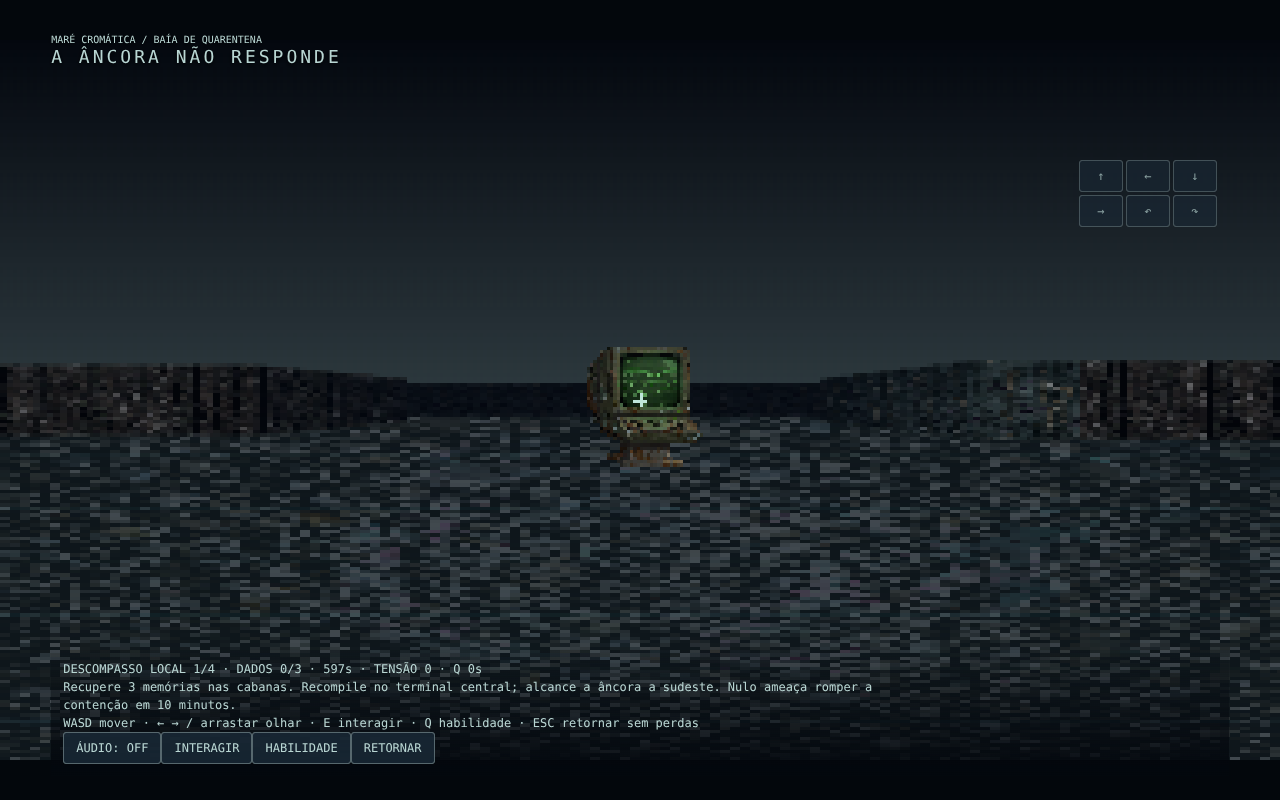 MARÉ CROMÁTICA / BAÍA DE QUARENTENA
A ÂNCORA NÃO RESPONDE
↑ ← ↓
→ ↶ ↷
DESCOMPASSO LOCAL 1/4 · DADOS 0/3 · 597s · TENSÃO 0 · Q 0s
Recupere 3 memórias nas cabanas. Recompile no terminal central; alcance a âncora a sudeste. Nulo ameaça romper a
contenção em 10 minutos.
WASD mover · ← → / arrastar olhar · E interagir · Q habilidade · ESC retornar sem perdas
ÁUDIO: OFF INTERAGIR HABILIDADE RETORNAR